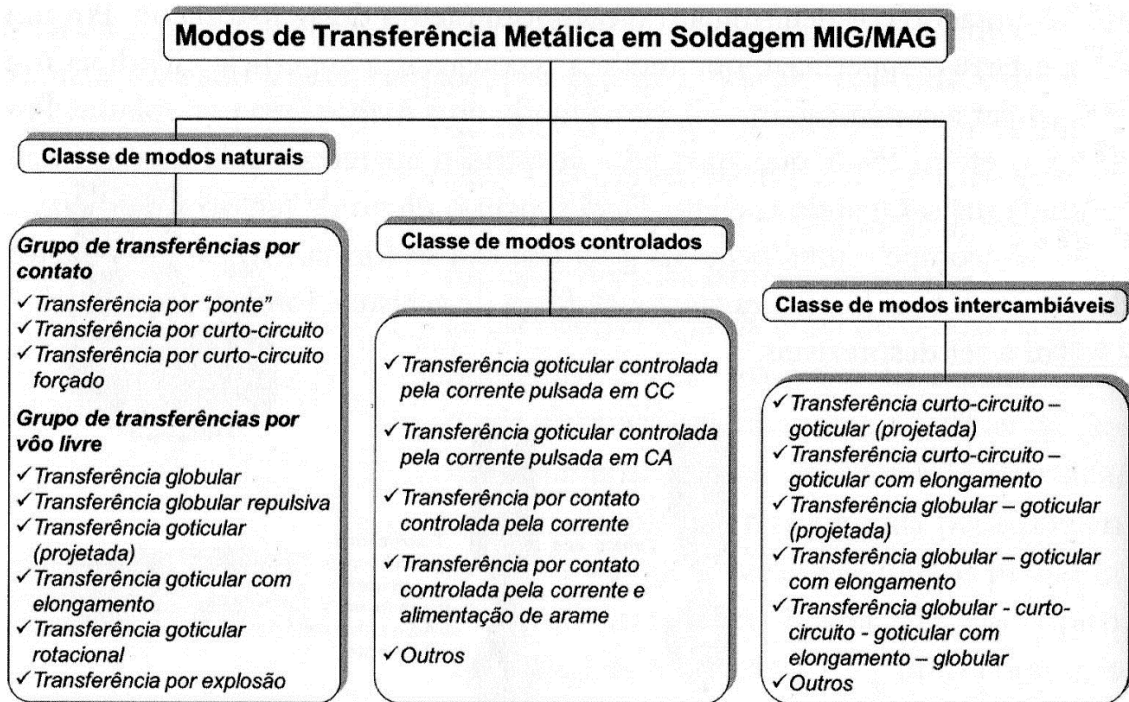 Modos de Transferência Metálica em Soldagem MIG/MAG
Classe de modos naturais
Grupo de transferências por
contato
✓ Transferência por “ponte”
✓ Transferência por curto-circuito
✓ Transferência por curto-circuito
forçado
Grupo de transferências por
vôo livre
✓ Transferência globular
✓ Transferência globular repulsiva
✓ Transferência goticular
(projetada)
✓ Transferência goticular com
elongamento
✓ Transferência goticular
rotacional
✓ Transferência por explosão
Classe de modos controlados
✓ Transferência goticular controlada
pela corrente pulsada em CC
✓ Transferência goticular controlada
pela corrente pulsada em CA
✓ Transferência por contato
controlada pela corrente
✓ Transferência por contato
controlada pela corrente e
alimentação de arame
✓ Outros
Classe de modos intercambiáveis
✓ Transferência curto-circuito –
goticular (projetada)
✓ Transferência curto-circuito –
goticular com elongamento
✓ Transferência globular – goticular
(projetada)
✓ Transferência globular – goticular
com elongamento
✓ Transferência globular - curto-
circuito - goticular com
elongamento – globular
✓ Outros